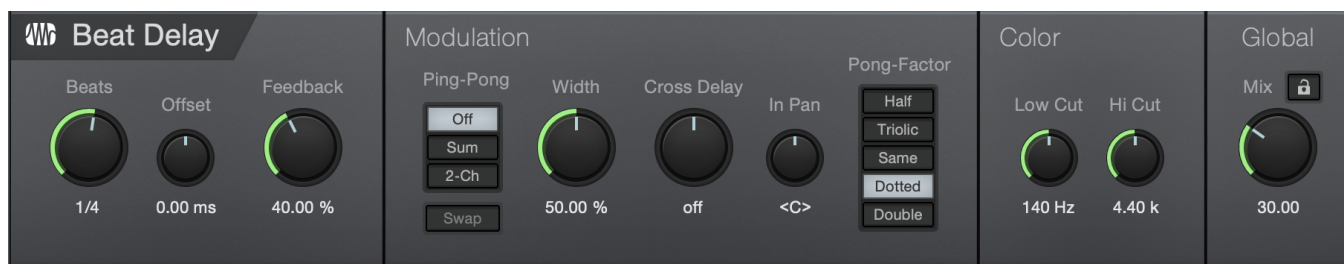 Beat Delay
Beats
Offset
Feedback
1/4
0.00 ms
40.00 %
Modulation
Ping-Pong
Off
Sum
2-Ch
Swap
Width
50.00 %
Cross Delay
off
In Pan
<C>
Pong-Factor
Half
Triolic
Same
Dotted
Double
Color
Low Cut
Hi Cut
140 Hz
4.40 k
Global
Mix
30.00